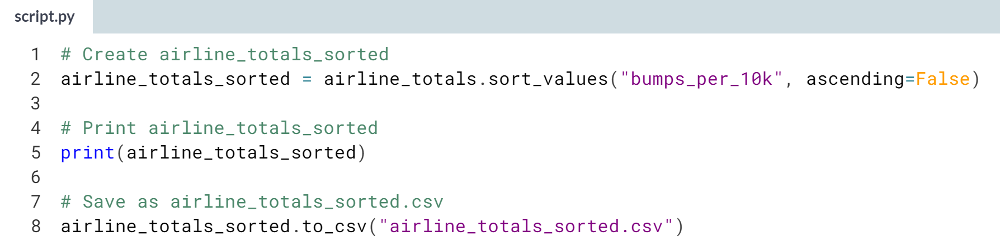 script.py
1 # Create airline_totals_sorted
2 airline_totals_sorted = airline_totals.sort_values("bumps_per_10k", ascending=False)
3
4 # Print airline_totals_sorted
5 print(airline_totals_sorted)
6
7 # Save as airline_totals_sorted.csv
8 airline_totals_sorted.to_csv("airline_totals_sorted.csv")